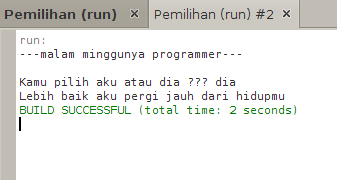 Pemilihan (run) × Pemilihan (run) #2 ×
run:
---malam minggunya programmer---
Kamu pilih aku atau dia ??? dia
Lebih baik aku pergi jauh dari hidupmu
BUILD SUCCESSFUL (total time: 2 seconds)